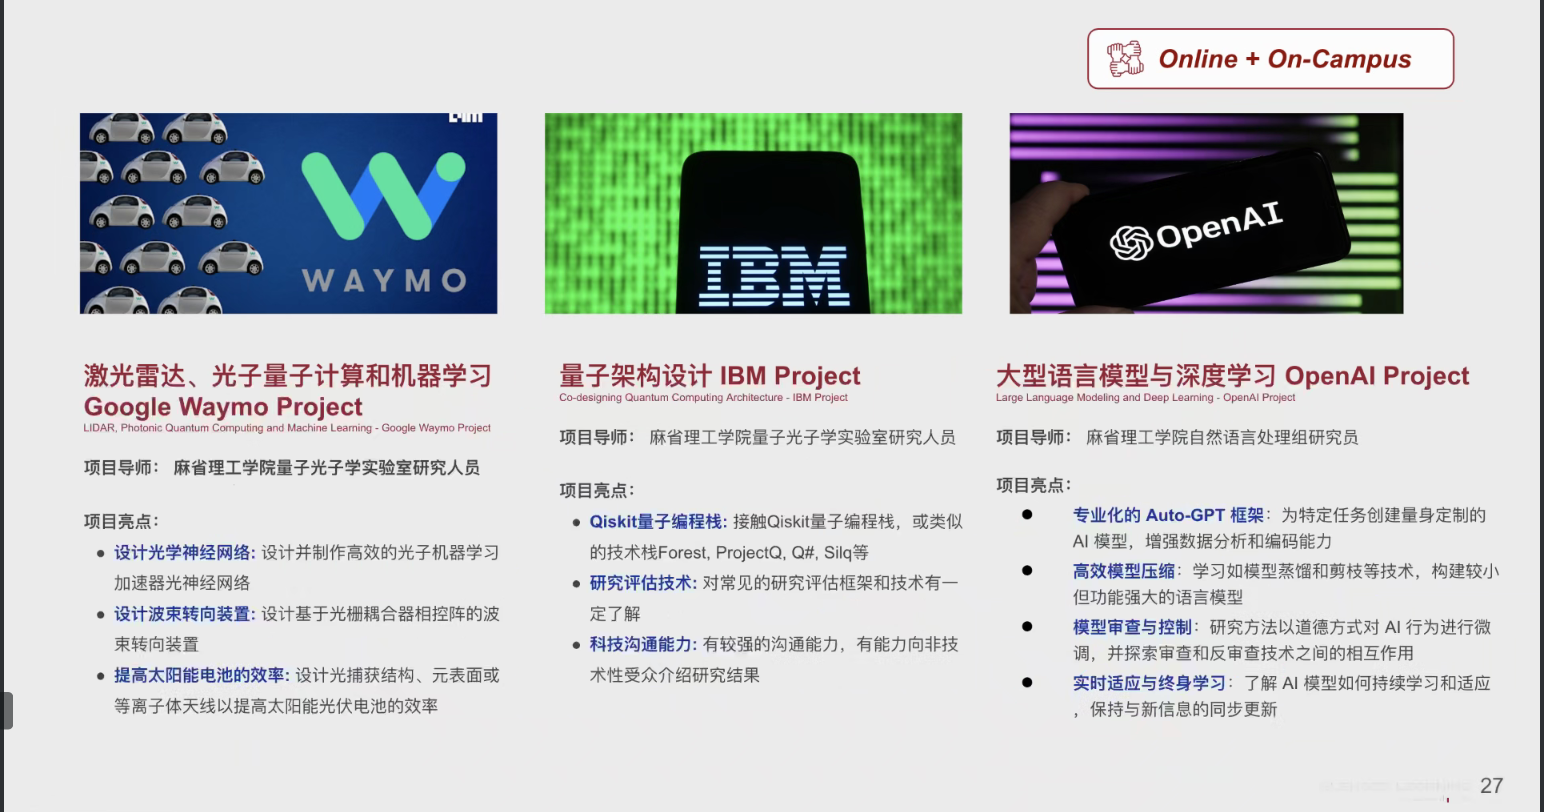 Online + On-Campus
WAYMO
IBM
OpenAI
激光雷达、光子量子计算和机器学习
Google Waymo Project
LIDAR, Photonic Quantum Computing and Machine Learning - Google Waymo Project
项目导师： 麻省理工学院量子光子学实验室研究人员
项目亮点：
● 设计光学神经网络: 设计并制作高效的光子机器学习
加速器光神经网络
● 设计波束转向装置: 设计基于光栅耦合器相控阵的波
束转向装置
● 提高太阳能电池的效率: 设计光捕获结构、元表面或
等离子体天线以提高太阳能光伏电池的效率
量子架构设计 IBM Project
Co-designing Quantum Computing Architecture - IBM Project
项目导师： 麻省理工学院量子光子学实验室研究人员
项目亮点：
● Qiskit量子编程栈: 接触Qiskit量子编程栈，或类似
的技术栈Forest, ProjectQ, Q#, Silq等
● 研究评估技术: 对常见的研究评估框架和技术有一
定了解
● 科技沟通能力: 有较强的沟通能力，有能力向非技
术性受众介绍研究结果
大型语言模型与深度学习 OpenAI Project
Large Language Modeling and Deep Learning - OpenAI Project
项目导师： 麻省理工学院自然语言处理组研究员
项目亮点：
● 专业化的 Auto-GPT 框架：为特定任务创建量身定制的
AI 模型，增强数据分析和编码能力
● 高效模型压缩：学习如模型蒸馏和剪枝等技术，构建较小
但功能强大的语言模型
● 模型审查与控制：研究方法以道德方式对 AI 行为进行微
调，并探索审查和反审查技术之间的相互作用
● 实时适应与终身学习：了解 AI 模型如何持续学习和适应
，保持与新信息的同步更新
27